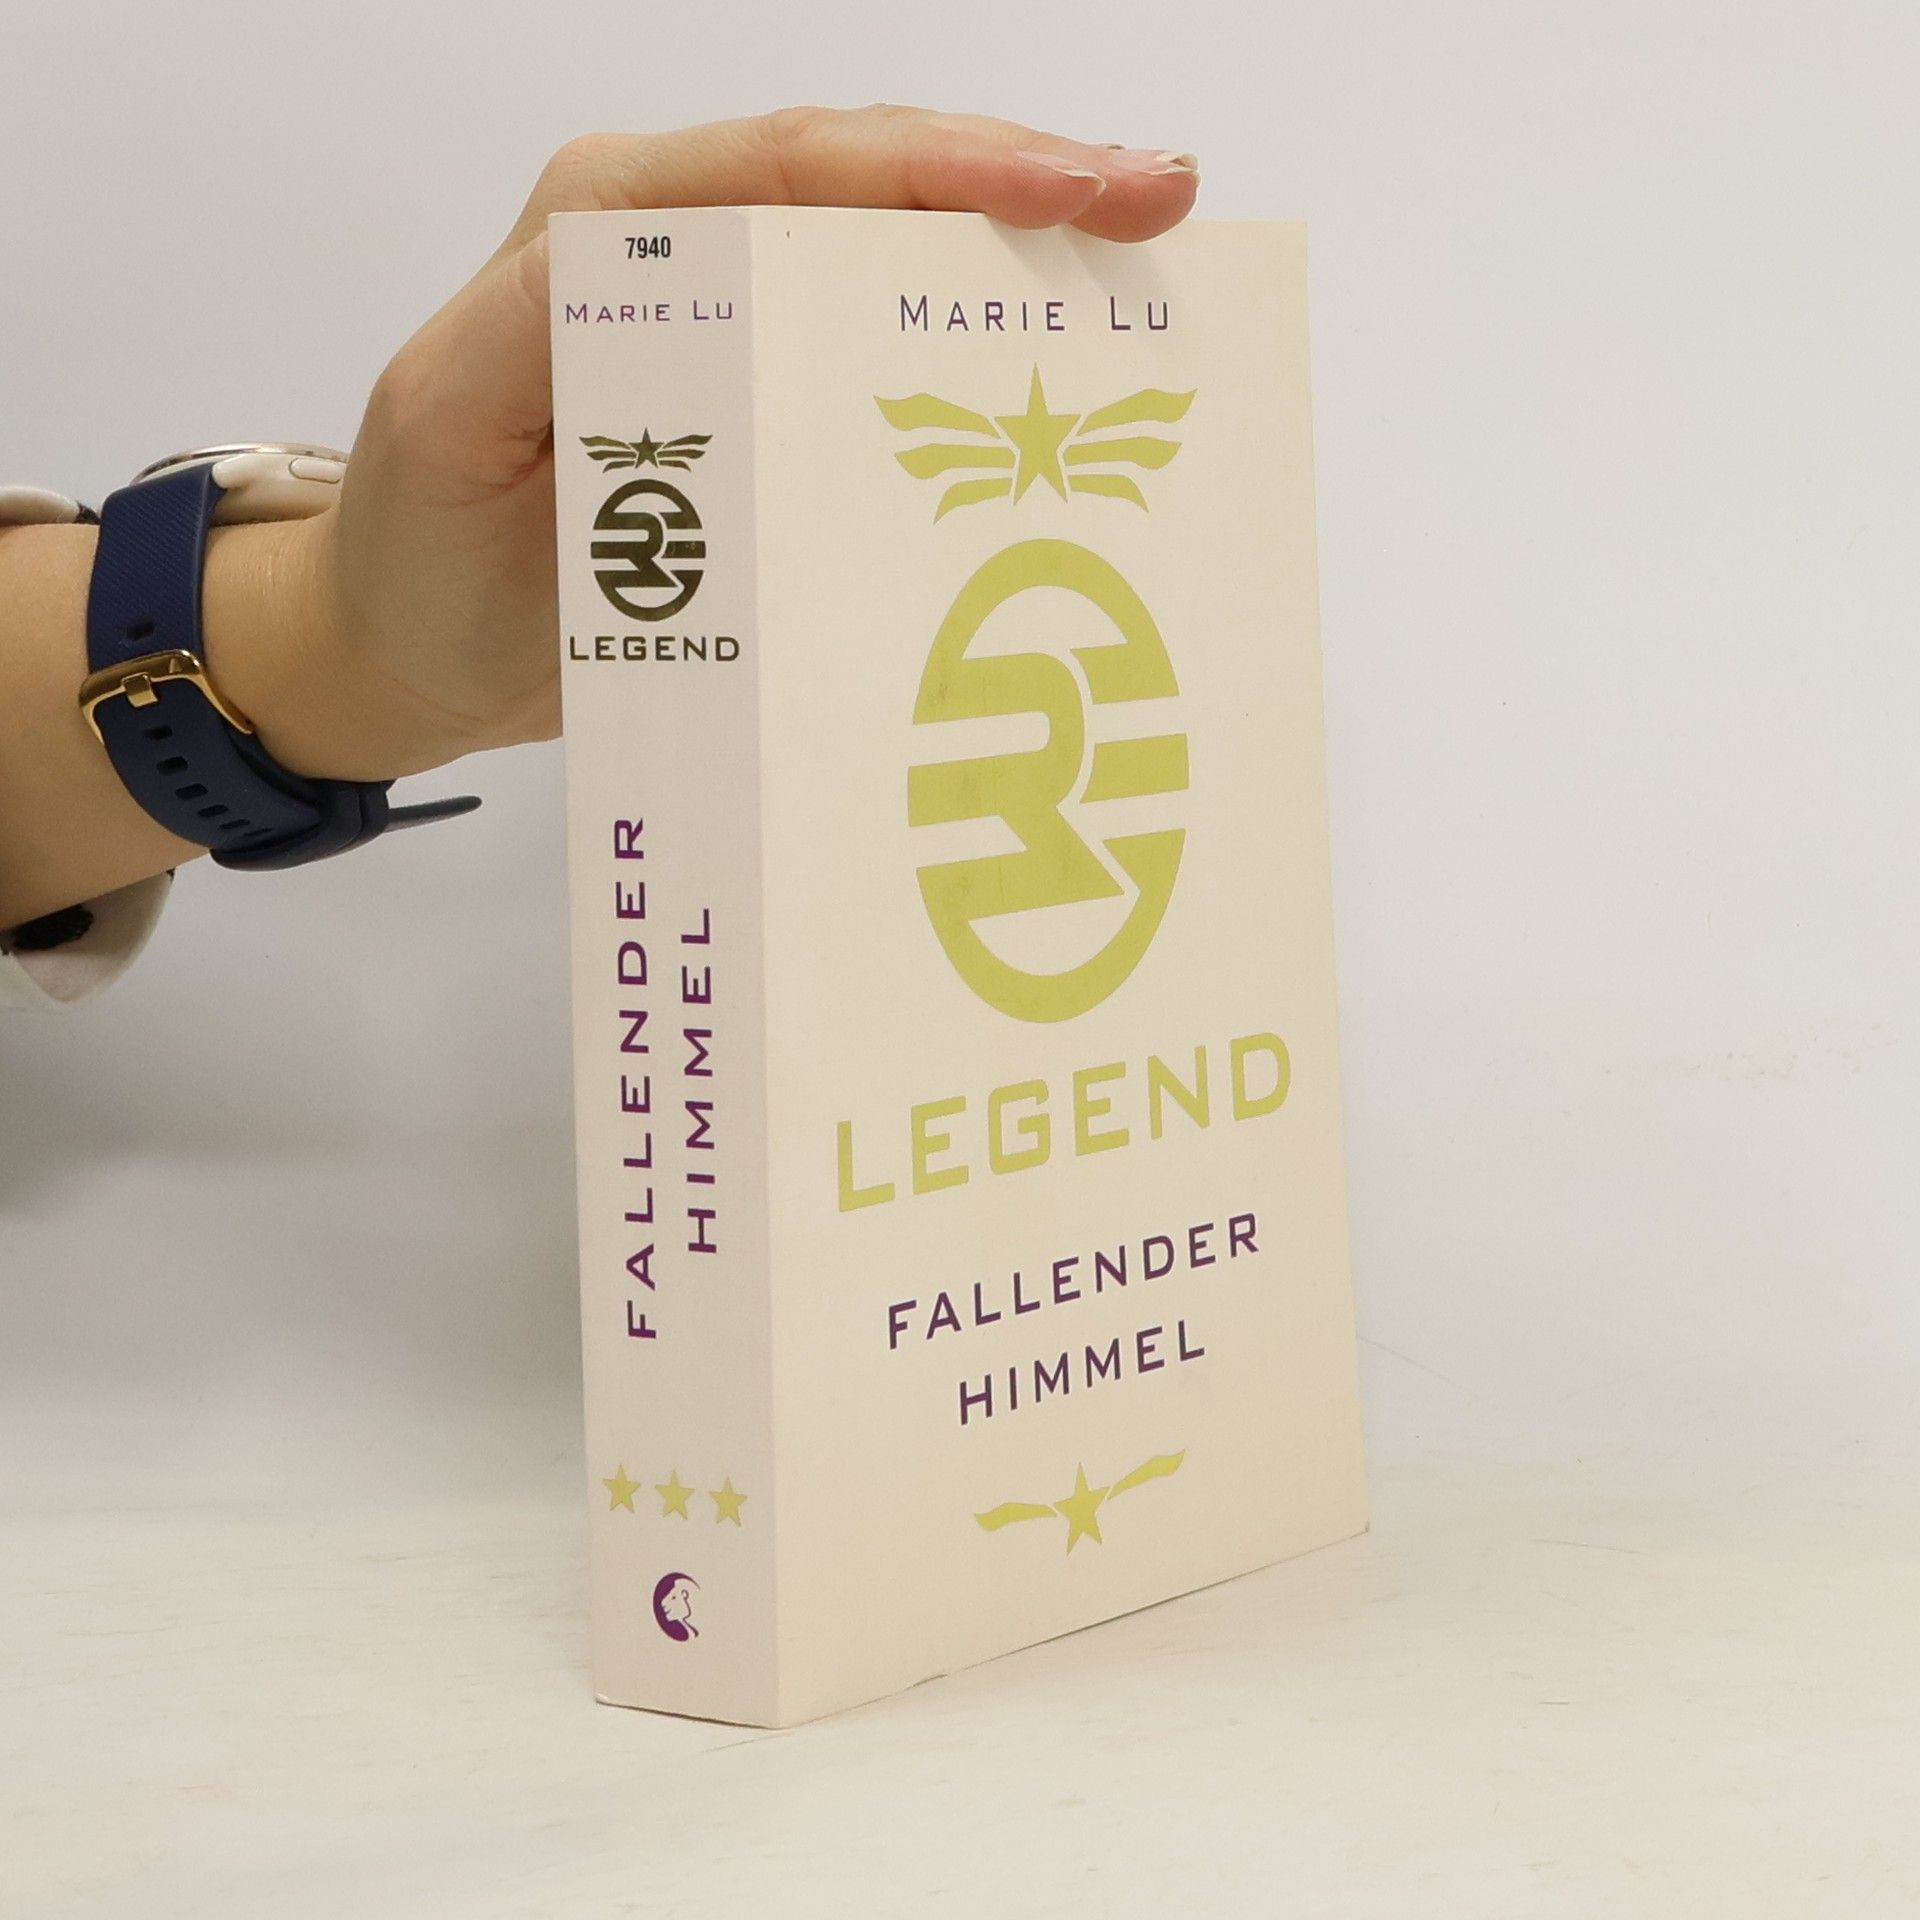 7940
MARIE LU
LEGEND
FALLENDER
HIMMEL
MARIE LU
LEGEND
FALLENDER
HIMMEL